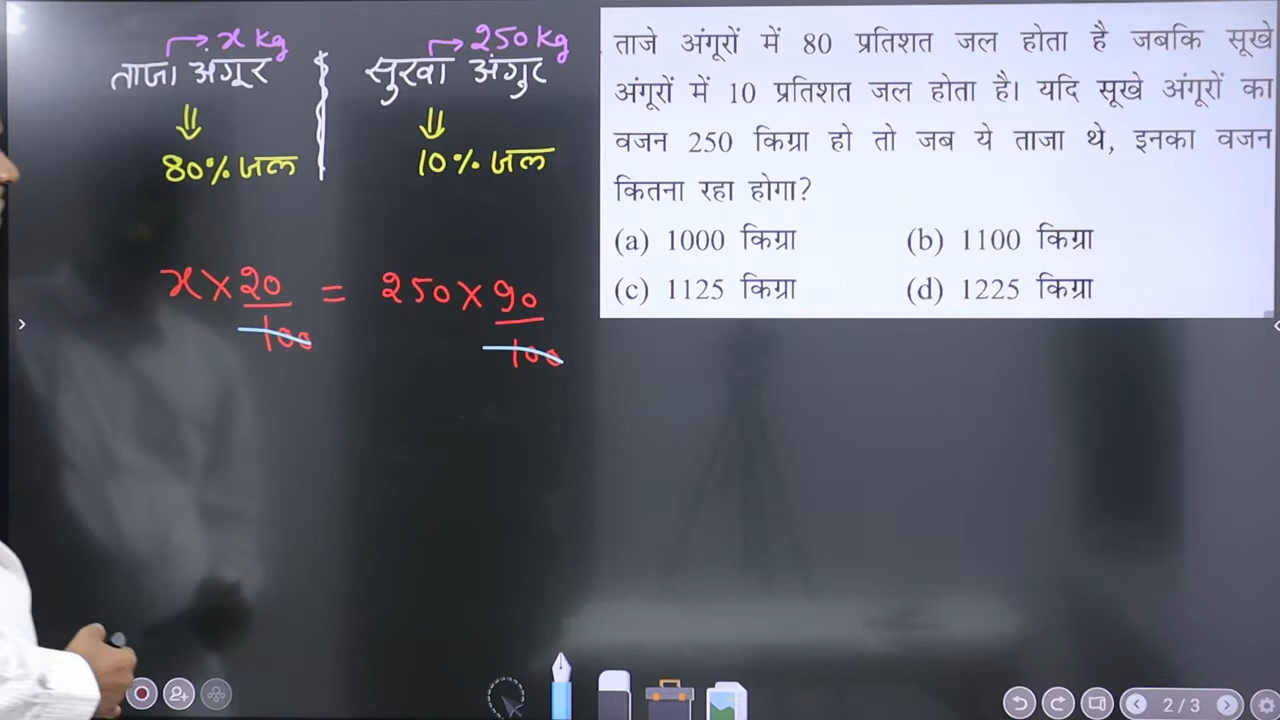 x kg 250 kg
ताजा अंगूर सुखा अंगुर
80% जल 10% जल
x × 20/100 = 250 × 90/100
ताजे अंगूरों में 80 प्रतिशत जल होता है जबकि सूखे
अंगूरों में 10 प्रतिशत जल होता है। यदि सूखे अंगूरों का
वजन 250 किग्रा हो तो जब ये ताजा थे, इनका वजन
कितना रहा होगा?
(a) 1000 किग्रा (b) 1100 किग्रा
(c) 1125 किग्रा (d) 1225 किग्रा
2 / 3